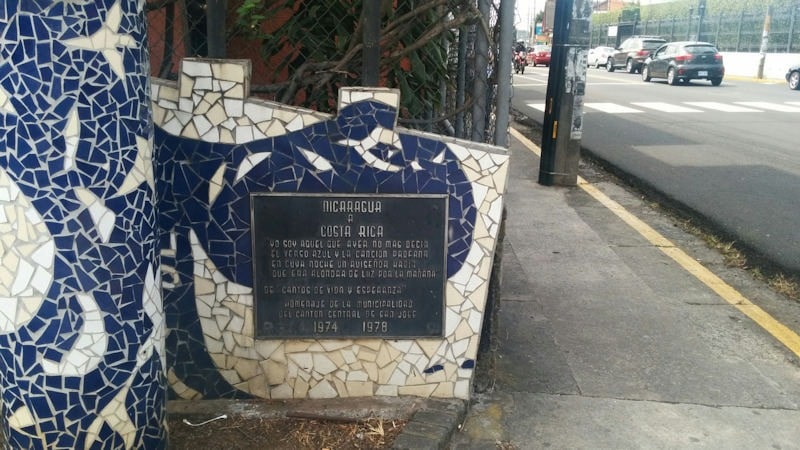 NICARAGUA
A
COSTA RICA
"YO SOY AQUEL QUE AYER NO MAS DECIA
EL VERSO AZUL Y LA CANCION PROFANA
EN CUYA NOCHE UN RUISEÑOR HABIA
QUE ERA ALONDRA DE LUZ POR LA MAÑANA
DE "CANTOS DE VIDA Y ESPERANZA"
HOMENAJE DE LA MUNICIPALIDAD
DEL CANTON CENTRAL DE SAN JOSE
1974 1978